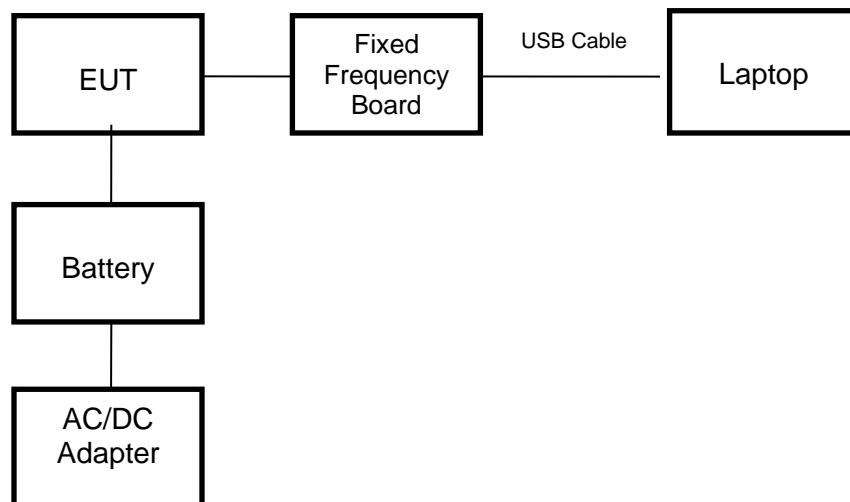 EUT
Fixed
Frequency
Board
USB Cable
Laptop
Battery
AC/DC
Adapter